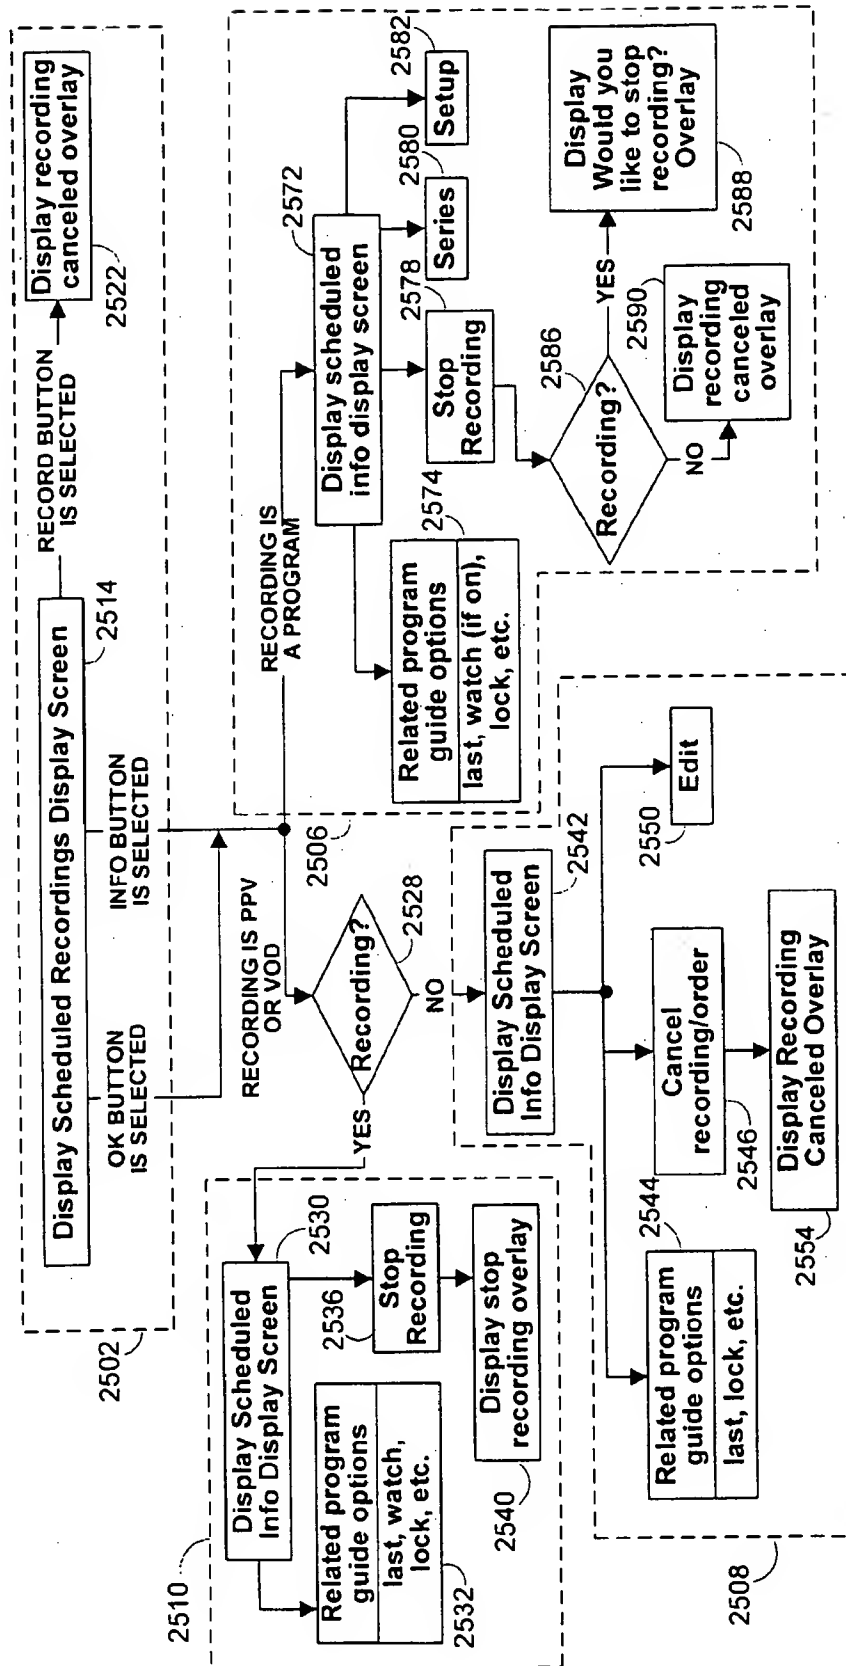 2502
Display Scheduled Recordings Display Screen
2514
RECORD BUTTON
IS SELECTED
Display recording
canceled overlay
2522
OK BUTTON
IS SELECTED
INFO BUTTON
IS SELECTED
RECORDING IS PPV
OR VOD
RECORDING IS
A PROGRAM
2510
Display Scheduled
Info Display Screen
2530
YES
Recording?
2528
NO
Related program
guide options
last, watch,
lock, etc.
2532
2536
Stop
Recording
Display stop
recording overlay
2540
2506
Display scheduled
info display screen
2572
Related program
guide options
last, watch (if on),
lock, etc.
2574
Stop
Recording
2578
Series
2580
Setup
2582
Recording?
2586
YES
NO
Display
Would you
like to stop
recording?
Overlay
2588
Display
recording
canceled
overlay
2590
2508
Display Scheduled
Info Display Screen
2542
Related program
guide options
last, lock, etc.
2544
Cancel
recording/order
2546
Edit
2550
Display Recording
Canceled Overlay
2554